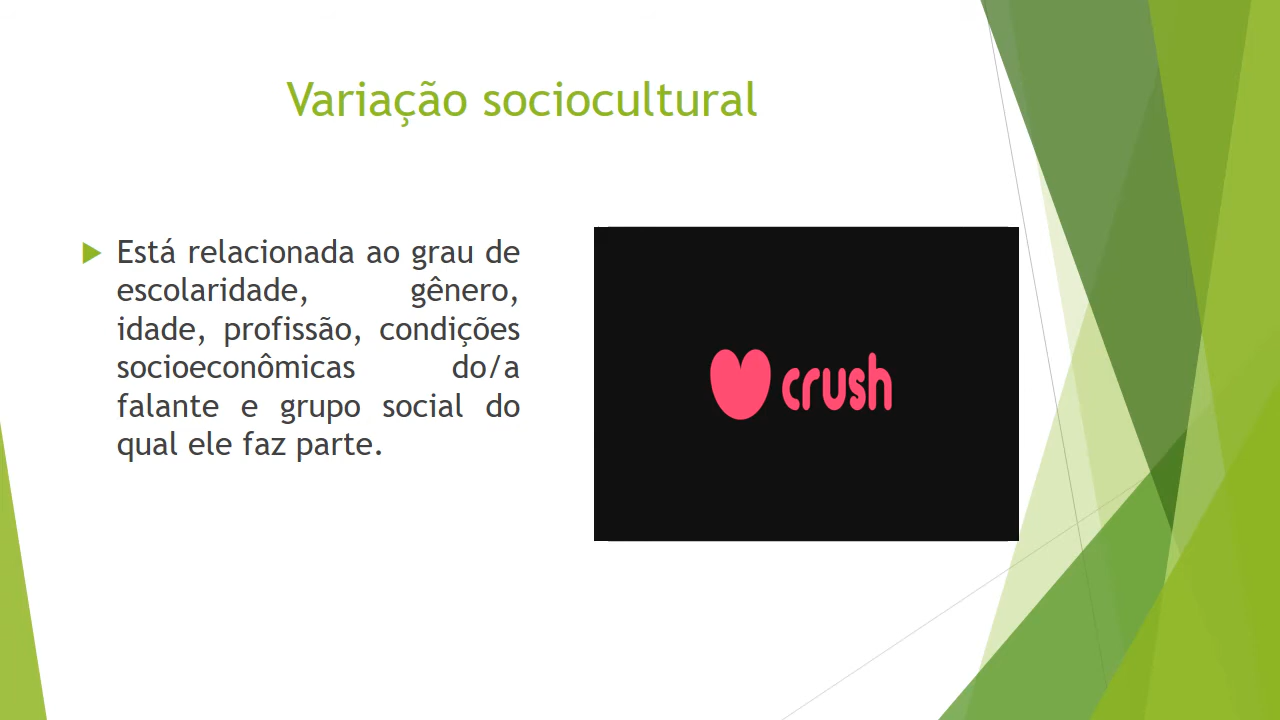 Variação sociocultural
Está relacionada ao grau de
escolaridade, gênero,
idade, profissão, condições
socioeconômicas do/a
falante e grupo social do
qual ele faz parte.
crush